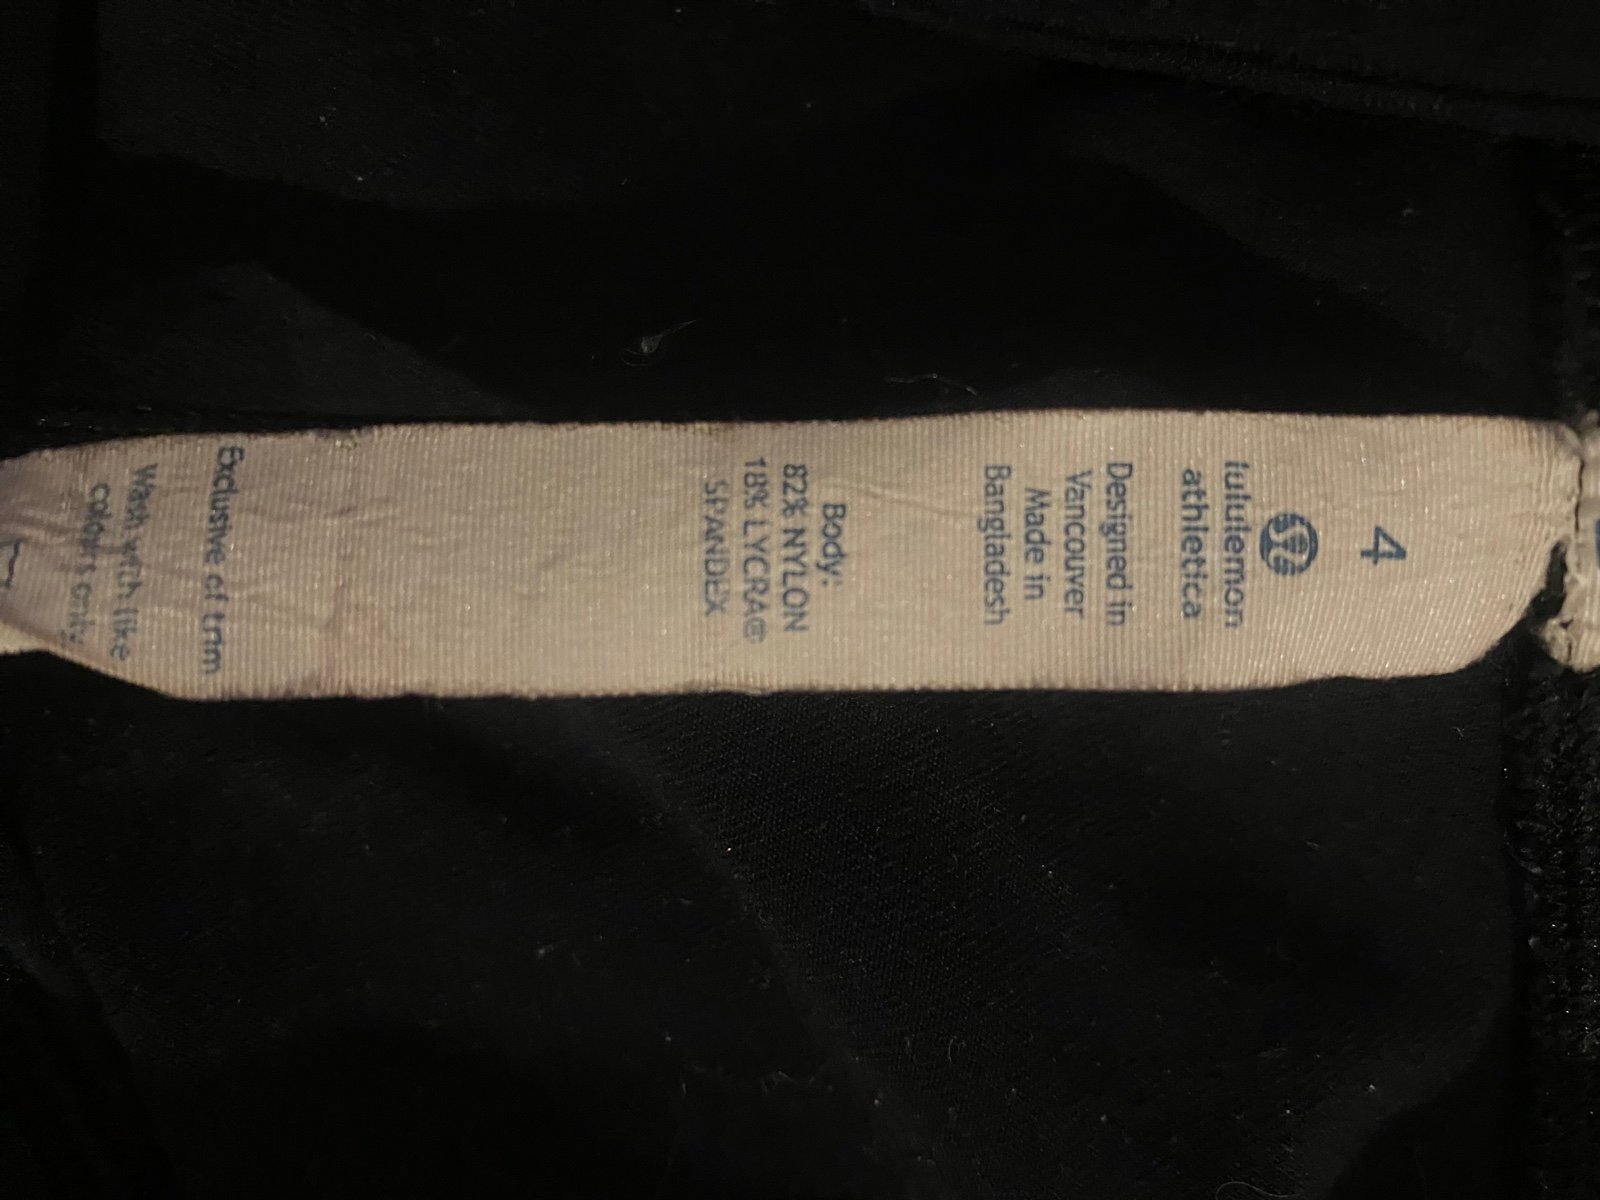 4
lululemon
athletica
Designed in
Vancouver
Made in
Bangladesh
Body:
82% NYLON
18% LYCRA®
SPANDEX
Exclusive of trim
Wash with like
colours only